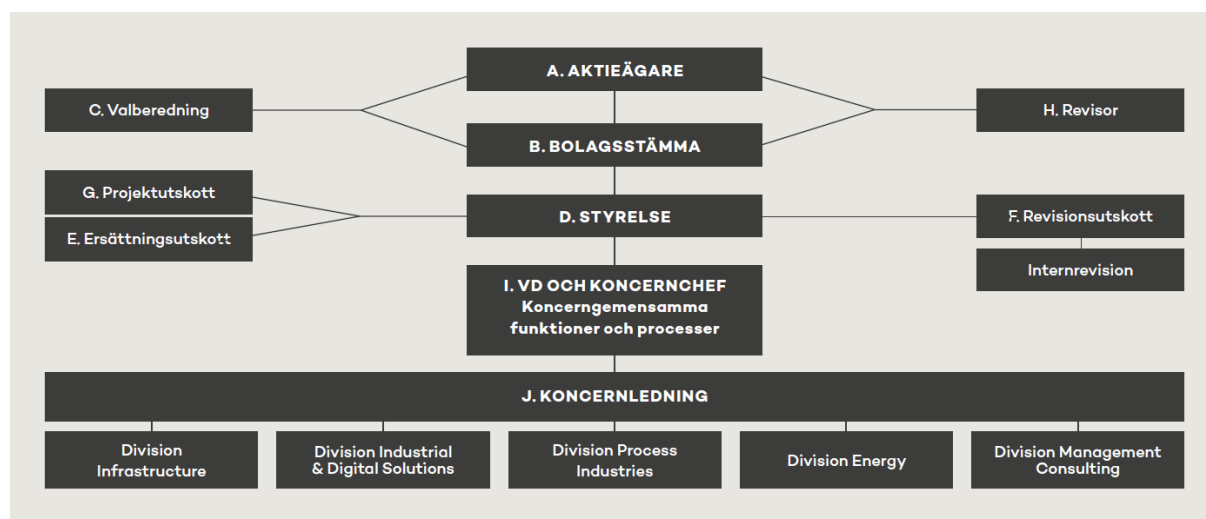 A. AKTIEÄGARE
C. Valberedning
H. Revisor
B. BOLAGSSTÄMMA
G. Projektutskott
D. STYRELSE
F. Revisionsutskott
E. Ersättningsutskott
Internrevision
I. VD OCH KONCERNCHEF
Koncerngemensamma
funktioner och processer
J. KONCERNLEDNING
Division
Infrastructure
Division Industrial
& Digital Solutions
Division Process
Industries
Division Energy
Division Management
Consulting